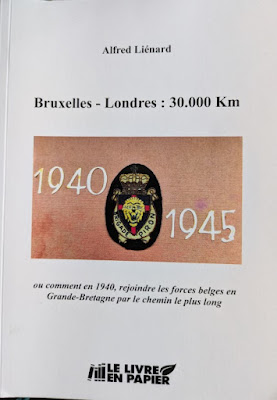 Alfred Liénard
Bruxelles - Londres : 30.000 Km
1940
1945
PIRON
ou comment en 1940, rejoindre les forces belges en
Grande-Bretagne par le chemin le plus long
LE LIVRE
EN PAPIER